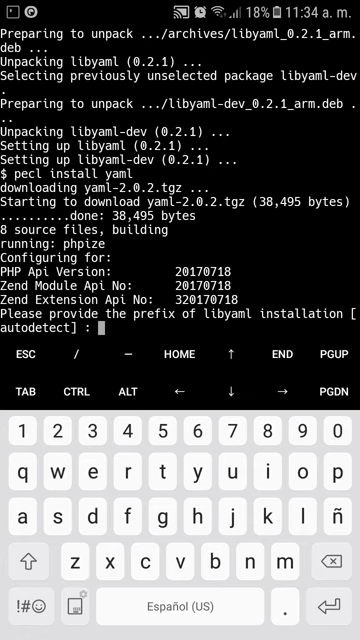 18% 11:34 a. m.
Preparing to unpack .../archives/libyaml_0.2.1_arm.
deb ...
Unpacking libyaml (0.2.1) ...
Selecting previously unselected package libyaml-dev
.
Preparing to unpack .../libyaml-dev_0.2.1_arm.deb .
..
Unpacking libyaml-dev (0.2.1) ...
Setting up libyaml (0.2.1) ...
Setting up libyaml-dev (0.2.1) ...
$ pecl install yaml
downloading yaml-2.0.2.tgz ...
Starting to download yaml-2.0.2.tgz (38,495 bytes)
..........done: 38,495 bytes
8 source files, building
running: phpize
Configuring for:
PHP Api Version: 20170718
Zend Module Api No: 20170718
Zend Extension Api No: 320170718
Please provide the prefix of libyaml installation [
autodetect] :
ESC / — HOME ↑ END PGUP
TAB CTRL ALT ← ↓ → PGDN
1 2 3 4 5 6 7 8 9 0
q w e r t y u i o p
a s d f g h j k l ñ
z x c v b n m
!#☺ Español (US) .